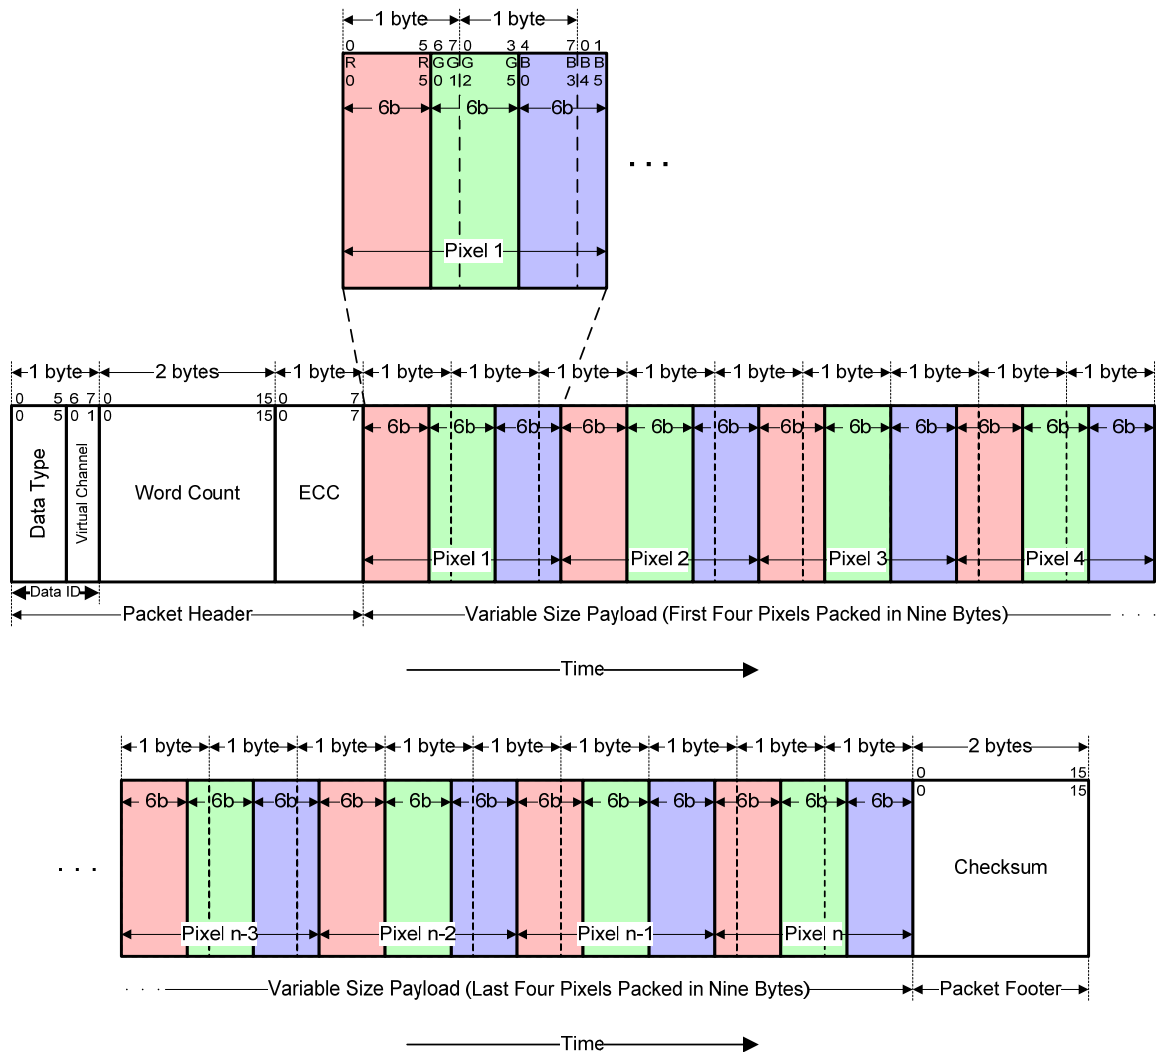 1 byte 1 byte
0 5 6 7 0 3 4 7 0 1
R R G G G G B B B B
0 5 0 1 2 5 0 3 4 5
6b 6b 6b
. . .
Pixel 1
1 byte 2 bytes 1 byte 1 byte 1 byte 1 byte 1 byte 1 byte 1 byte 1 byte 1 byte 1 byte
0 5 6 7 0 15 0 7
0 5 0 1 0 15 0 7
6b 6b 6b 6b 6b 6b 6b 6b 6b 6b 6b 6b
Data Type
Virtual Channel
Word Count
ECC
Pixel 1 Pixel 2 Pixel 3 Pixel 4
Data ID
Packet Header Variable Size Payload (First Four Pixels Packed in Nine Bytes) . . .
Time
1 byte 1 byte 1 byte 1 byte 1 byte 1 byte 1 byte 1 byte 1 byte 2 bytes
0 15
0 15
6b 6b 6b 6b 6b 6b 6b 6b 6b 6b 6b 6b
. . .
Checksum
Pixel n-3 Pixel n-2 Pixel n-1 Pixel n
. . . Variable Size Payload (Last Four Pixels Packed in Nine Bytes) Packet Footer
Time